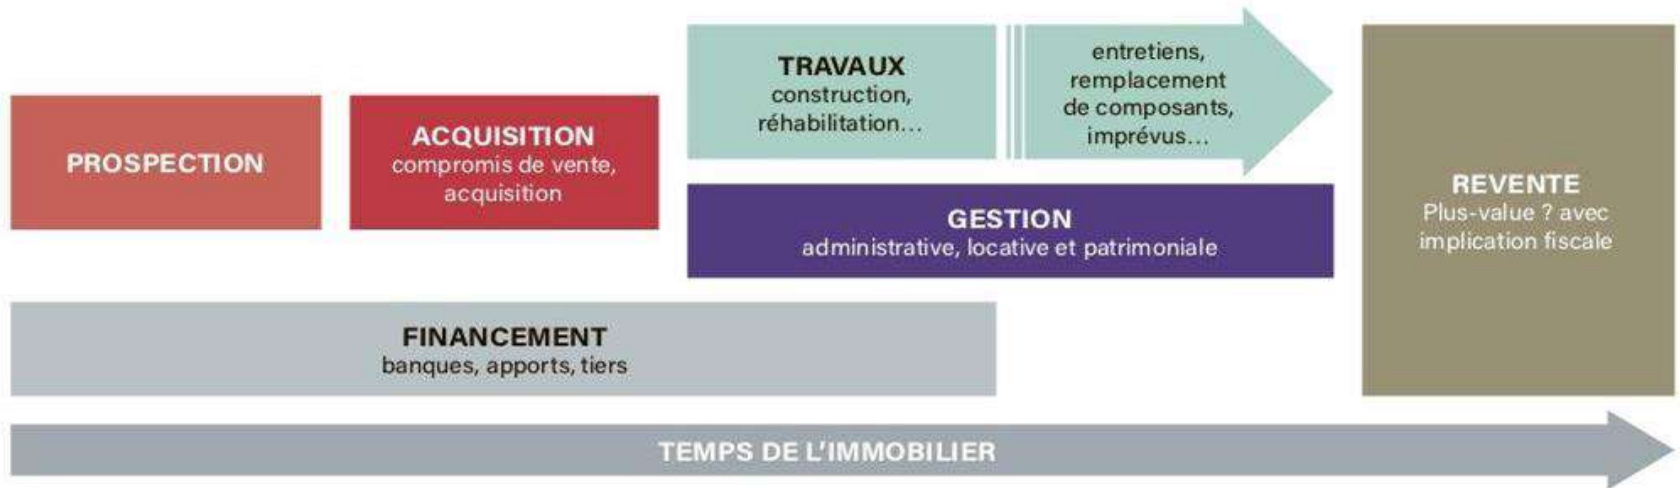 PROSPECTION
ACQUISITION
compromis de vente,
acquisition
TRAVAUX
construction,
réhabilitation...
entretiens,
remplacement
de composants,
imprévus...
GESTION
administrative, locative et patrimoniale
REVENTE
Plus-value ? avec
implication fiscale
FINANCEMENT
banques, apports, tiers
TEMPS DE L'IMMOBILIER